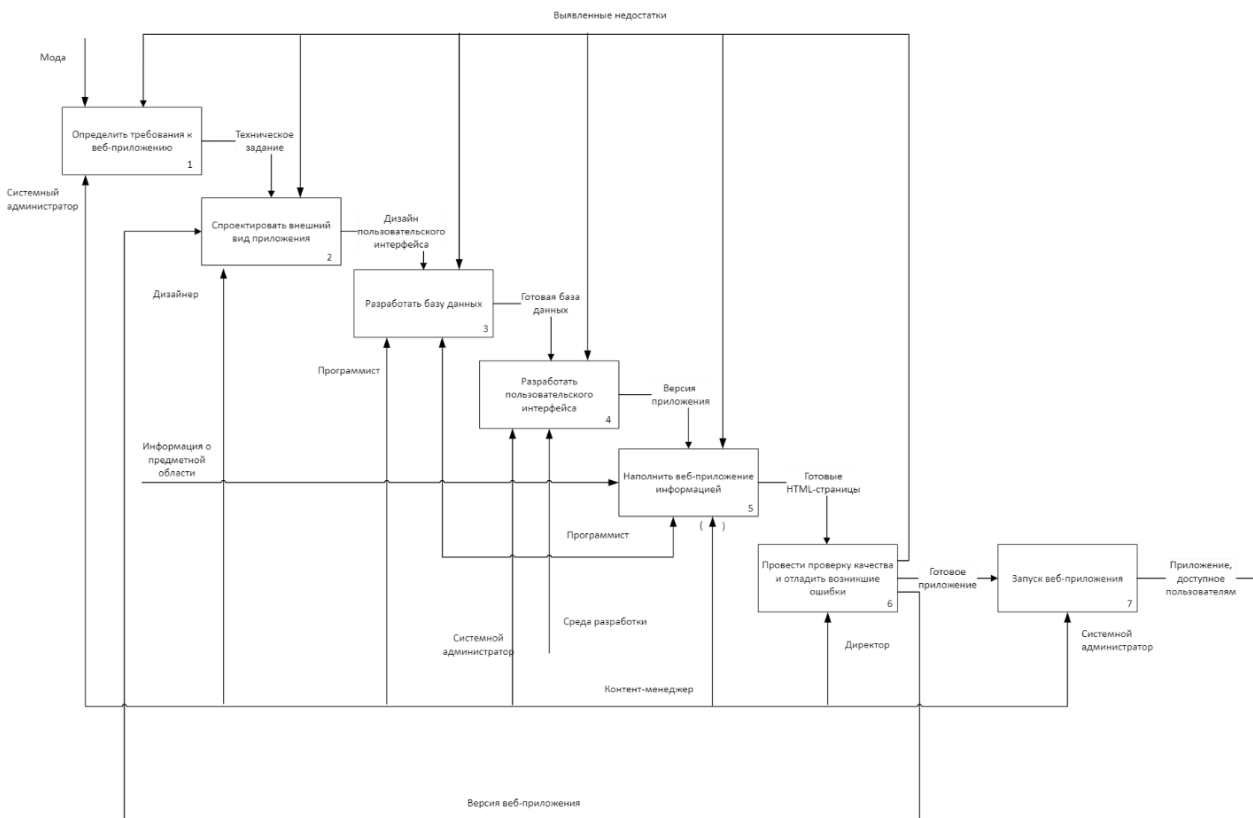 Выявленные недостатки
Мода
Определить требования к
веб-приложению
1
Техническое
задание
Системный
администратор
Спроектировать внешний
вид приложения
2
Дизайн
пользовательского
интерфейса
Дизайнер
Разработать базу данных
3
Готовая база
данных
Программист
Разработать
пользовательского
интерфейса
4
Версия
приложения
Информация о
предметной
области
Наполнить веб-приложение
информацией
5
Готовые
HTML-страницы
( )
Программист
Провести проверку качества
и отладить возникшие
ошибки
6
Готовое
приложение
Запуск веб-приложения
7
Приложение,
доступное
пользователям
Среда разработки
Системной
администратор
Директор
Системной
администратор
Контент-менеджер
Версия веб-приложения